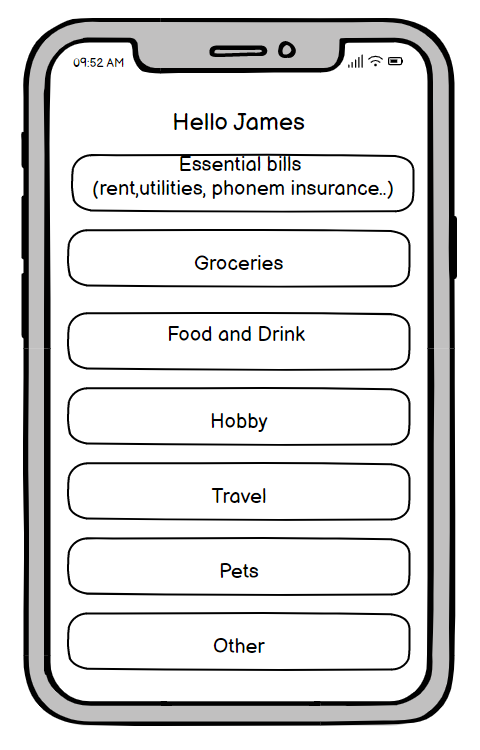 09:52 AM
Hello James
Essential bills
(rent,utilities, phonem insurance..)
Groceries
Food and Drink
Hobby
Travel
Pets
Other